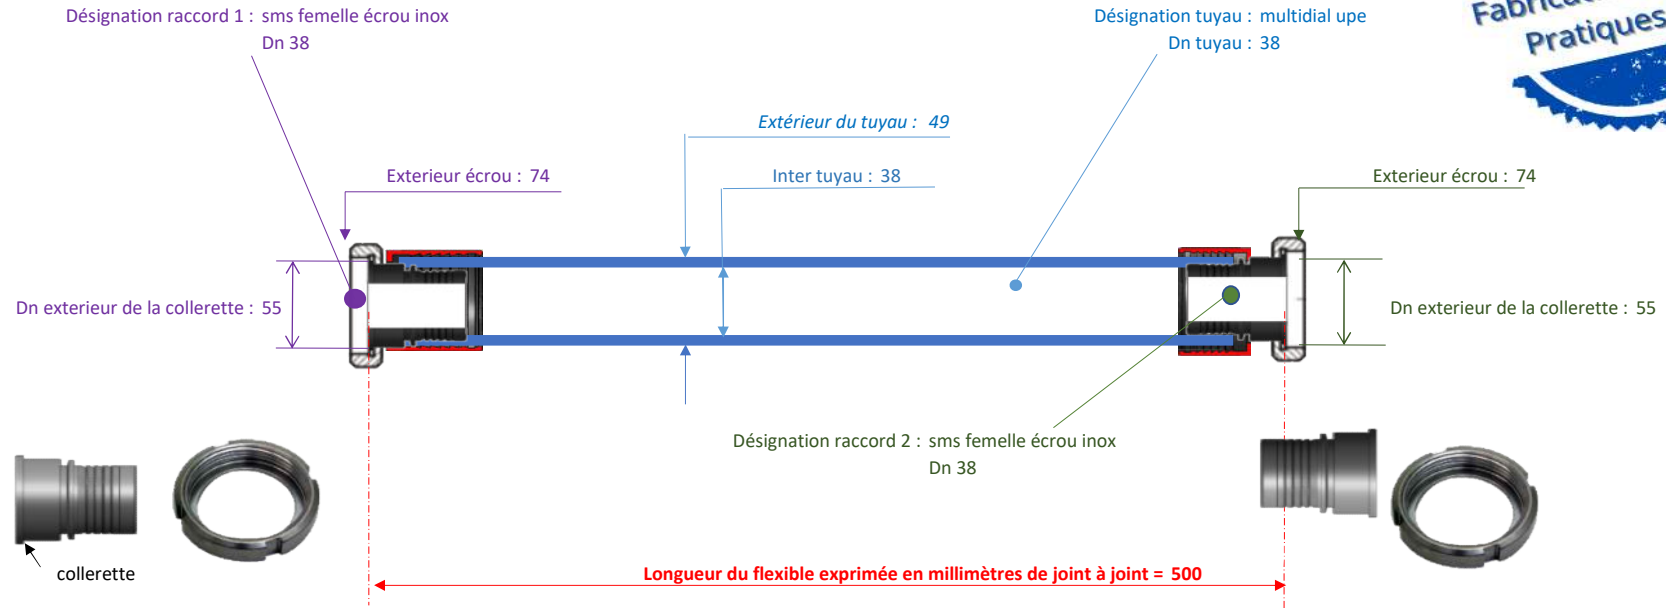 Désignation raccord 1 : sms femelle écrou inox
Dn 38
Désignation tuyau : multidial upe
Dn tuyau : 38
Pratiques
Extérieur du tuyau : 49
Exterieur écrou : 74
Inter tuyau : 38
Exterieur écrou : 74
Dn exterieur de la collerette : 55
Dn exterieur de la collerette : 55
Désignation raccord 2 : sms femelle écrou inox
Dn 38
collerette
Longueur du flexible exprimée en millimètres de joint à joint = 500